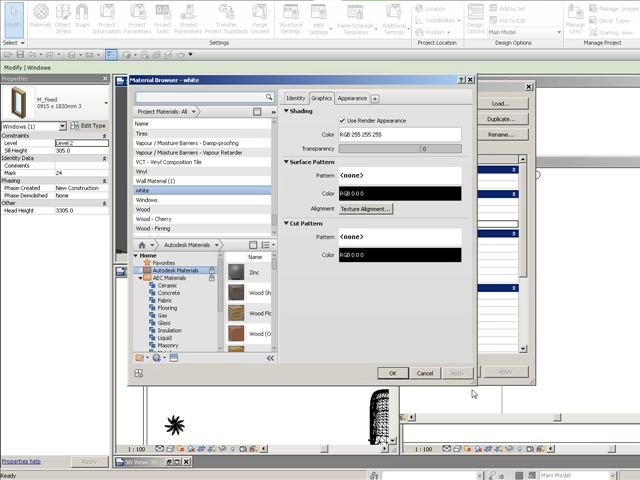 Modify
Materials
Objects
Snaps
Project Information
Project Parameters
Shared Parameters
Transfer Project Standards
Purge Unused
Structural Settings
MEP Settings
Panel Schedule Templates
Additional Settings
Location
Coordinates
Position
Design Options
Add to Set
Pick to Edit
Main Model
Manage Images
Decal Types
Starting View
Select
Settings
Project Location
Design Options
Manage Project
Modify | Windows
Properties
M_Fixed
0915 x 1830mm 3
Windows (1)
Edit Type
Constraints
Level
Level 2
Sill Height
305.0
Identity Data
Comments
Mark
24
Phasing
Phase Created
New Construction
Phase Demolished
None
Other
Head Height
3305.0
Properties help
Apply
Ready
Material Browser - white
Project Materials: All
Name
Tires
Vapour / Moisture Barriers - Damp-proofing
Vapour / Moisture Barriers - Vapour Retarder
VCT - Vinyl Composition Tile
Vinyl
Wall Material (1)
white
Windows
Wood
Wood - Cherry
Wood - Firring
Autodesk Materials
Home
Favorites
Autodesk Materials
AEC Materials
Ceramic
Concrete
Fabric
Flooring
Gas
Glass
Insulation
Liquid
Masonry
Name
Zinc
Wood Sh
Wood Flo
Wood (O
Identity
Graphics
Appearance
Shading
Use Render Appearance
Color
RGB 255 255 255
Transparency
0
Surface Pattern
Pattern
<none>
Color
RGB 0 0 0
Alignment
Texture Alignment...
Cut Pattern
Pattern
<none>
Color
RGB 0 0 0
OK
Cancel
Apply
Load...
Duplicate...
Rename...
Apply
1 : 100
1 : 100
Main Model